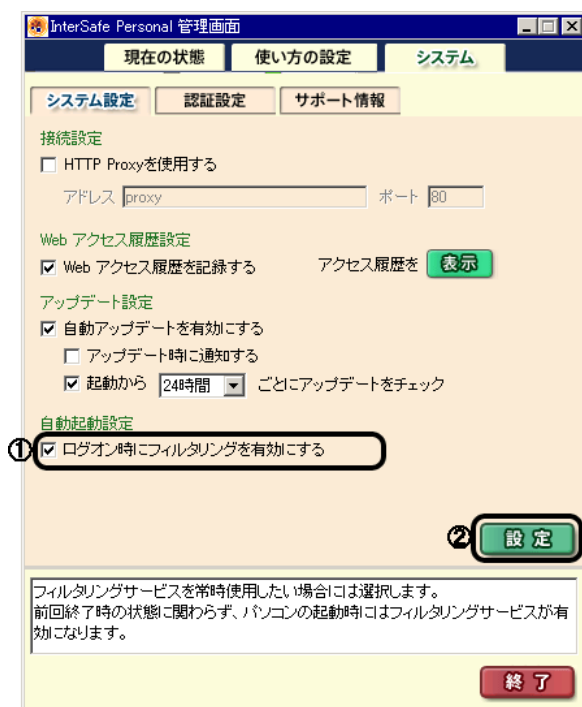 InterSafe Personal 管理画面
現在の状態 使い方の設定 システム
システム設定 認証設定 サポート情報
接続設定
HTTP Proxyを使用する
アドレス proxy ポート 80
Web アクセス履歴設定
Web アクセス履歴を記録する アクセス履歴を 表示
アップデート設定
自動アップデートを有効にする
アップデート時に通知する
起動から 24時間 ごとにアップデートをチェック
自動起動設定
① ログオン時にフィルタリングを有効にする
② 設定
フィルタリングサービスを常時使用したい場合には選択します。
前回終了時の状態に関わらず、パソコンの起動時にはフィルタリングサービスが有
効になります。
終了